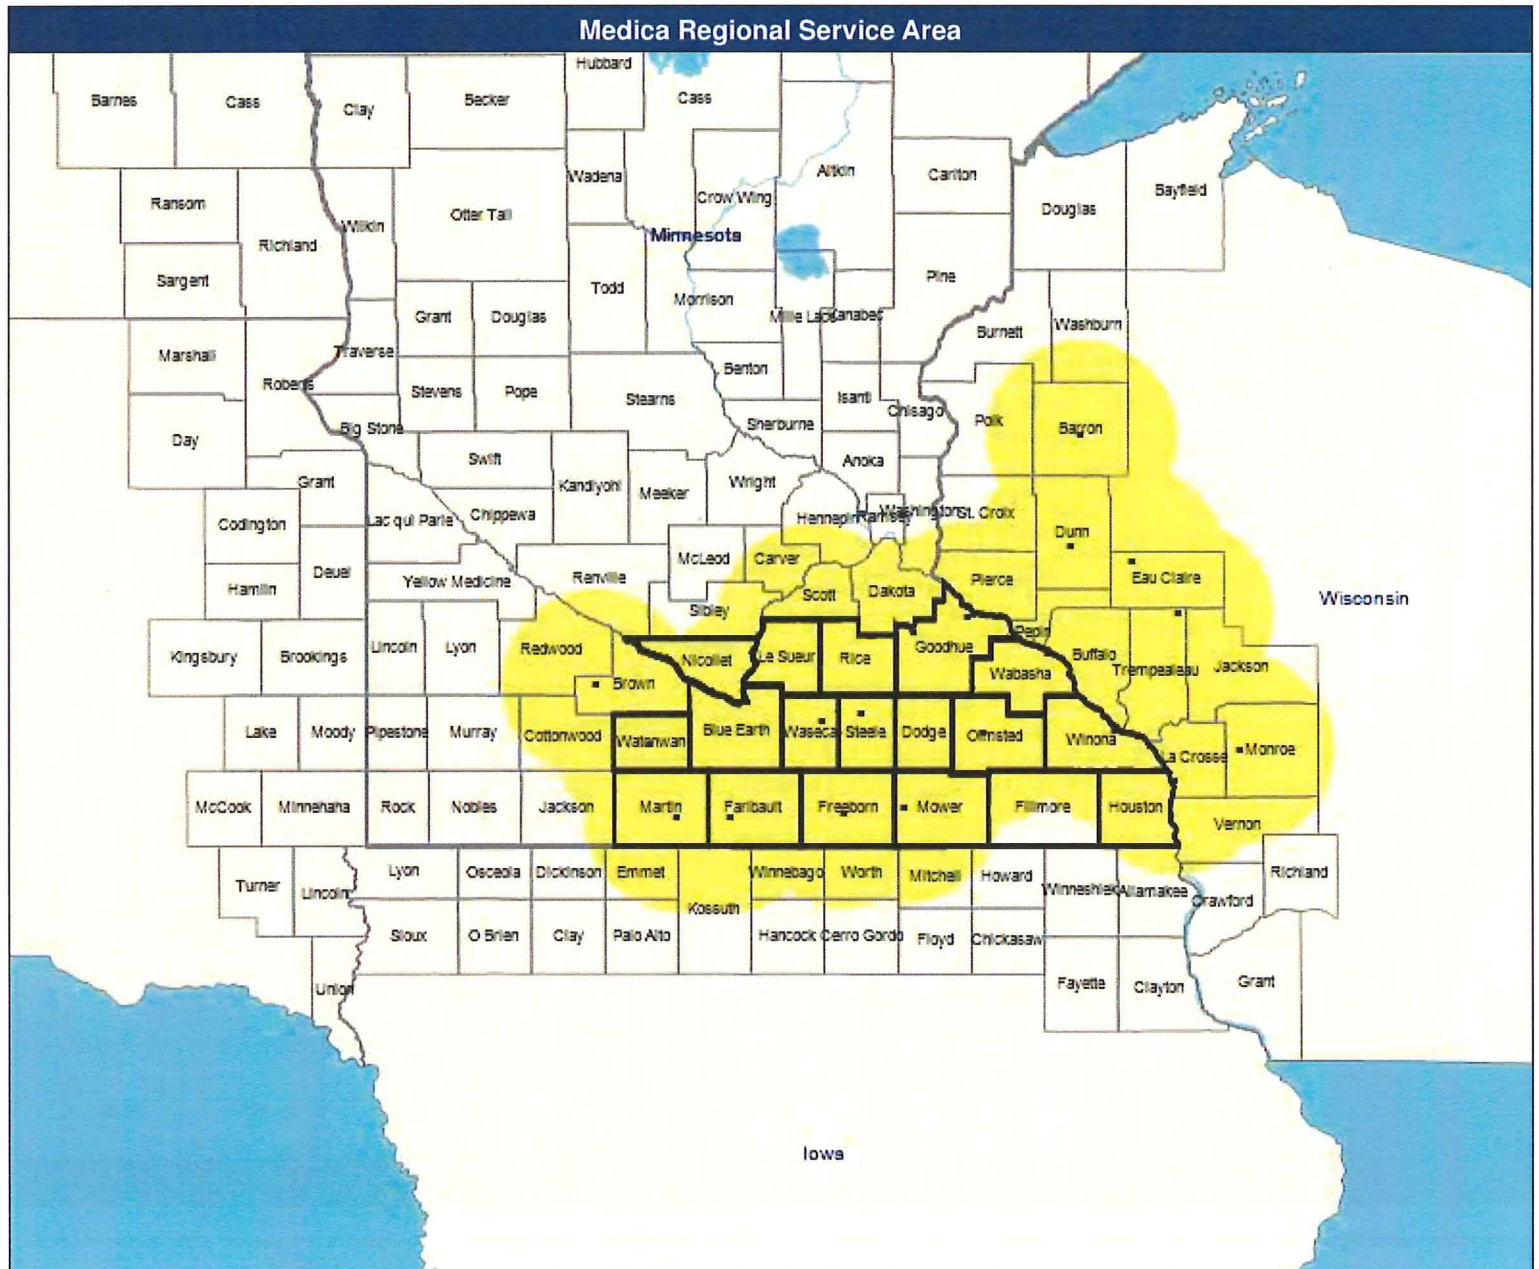 Medica Regional Service Area
Hubbard
Barnes
Cass
Clay
Becker
Cass
Wadena
Crow Wing
Aitkin
Carlton
Bayfield
Ransom
Richland
Wilkin
Otter Tail
Minnesota
Douglas
Sargent
Todd
Morrison
Pine
Grant
Douglas
Mille Lacs
Kanabec
Burnett
Washburn
Marshall
Roberts
Traverse
Stevens
Pope
Benton
Stearns
Isanti
Chisago
Polk
Barron
Day
Big Stone
Sherburne
Swift
Anoka
Grant
Kandiyohi
Meeker
Wright
Codington
Lac qui Parle
Chippewa
Hennepin
Ramsey
Washington
St. Croix
Dunn
Deuel
Hamlin
Yellow Medicine
Renville
McLeod
Carver
Scott
Dakota
Pierce
Eau Claire
Wisconsin
Sibley
Kingsbury
Brookings
Lincoln
Lyon
Redwood
Brown
Nicollet
Le Sueur
Rice
Goodhue
Pepin
Wabasha
Buffalo
Trempealeau
Jackson
Lake
Moody
Pipestone
Murray
Cottonwood
Watonwan
Blue Earth
Waseca
Steele
Dodge
Olmsted
Winona
La Crosse
Monroe
McCook
Minnehaha
Rock
Nobles
Jackson
Martin
Faribault
Freeborn
Mower
Fillmore
Houston
Vernon
Turner
Lincoln
Lyon
Osceola
Dickinson
Emmet
Kossuth
Winnebago
Worth
Mitchell
Howard
Winneshiek
Allamakee
Crawford
Richland
Sioux
O Brien
Clay
Palo Alto
Hancock
Cerro Gordo
Floyd
Chickasaw
Union
Fayette
Clayton
Grant
Iowa